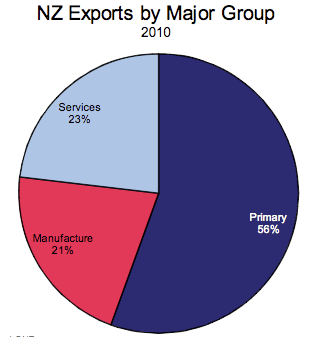 NZ Exports by Major Group
2010
Services
23%
Primary
56%
Manufacture
21%